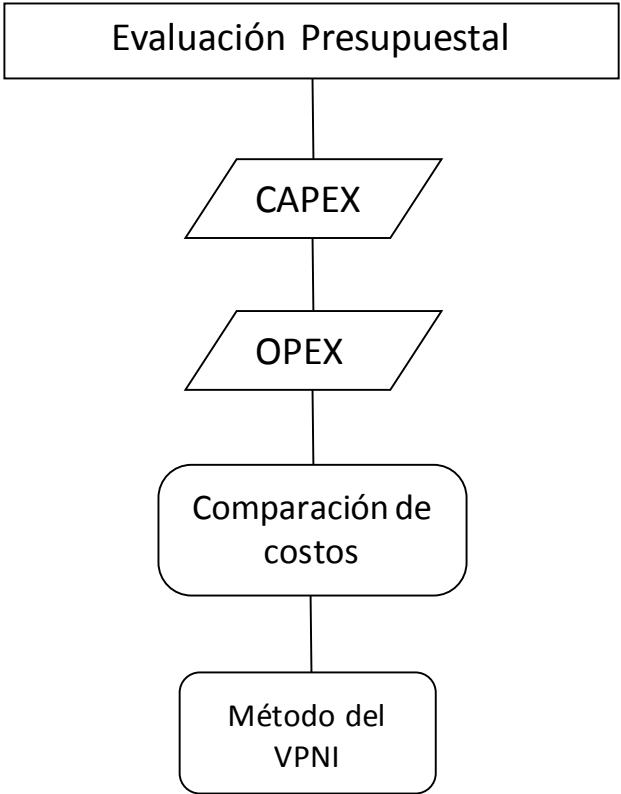 Evaluación Presupuestal
CAPEX
OPEX
Comparación de
costos
Método del
VPNI